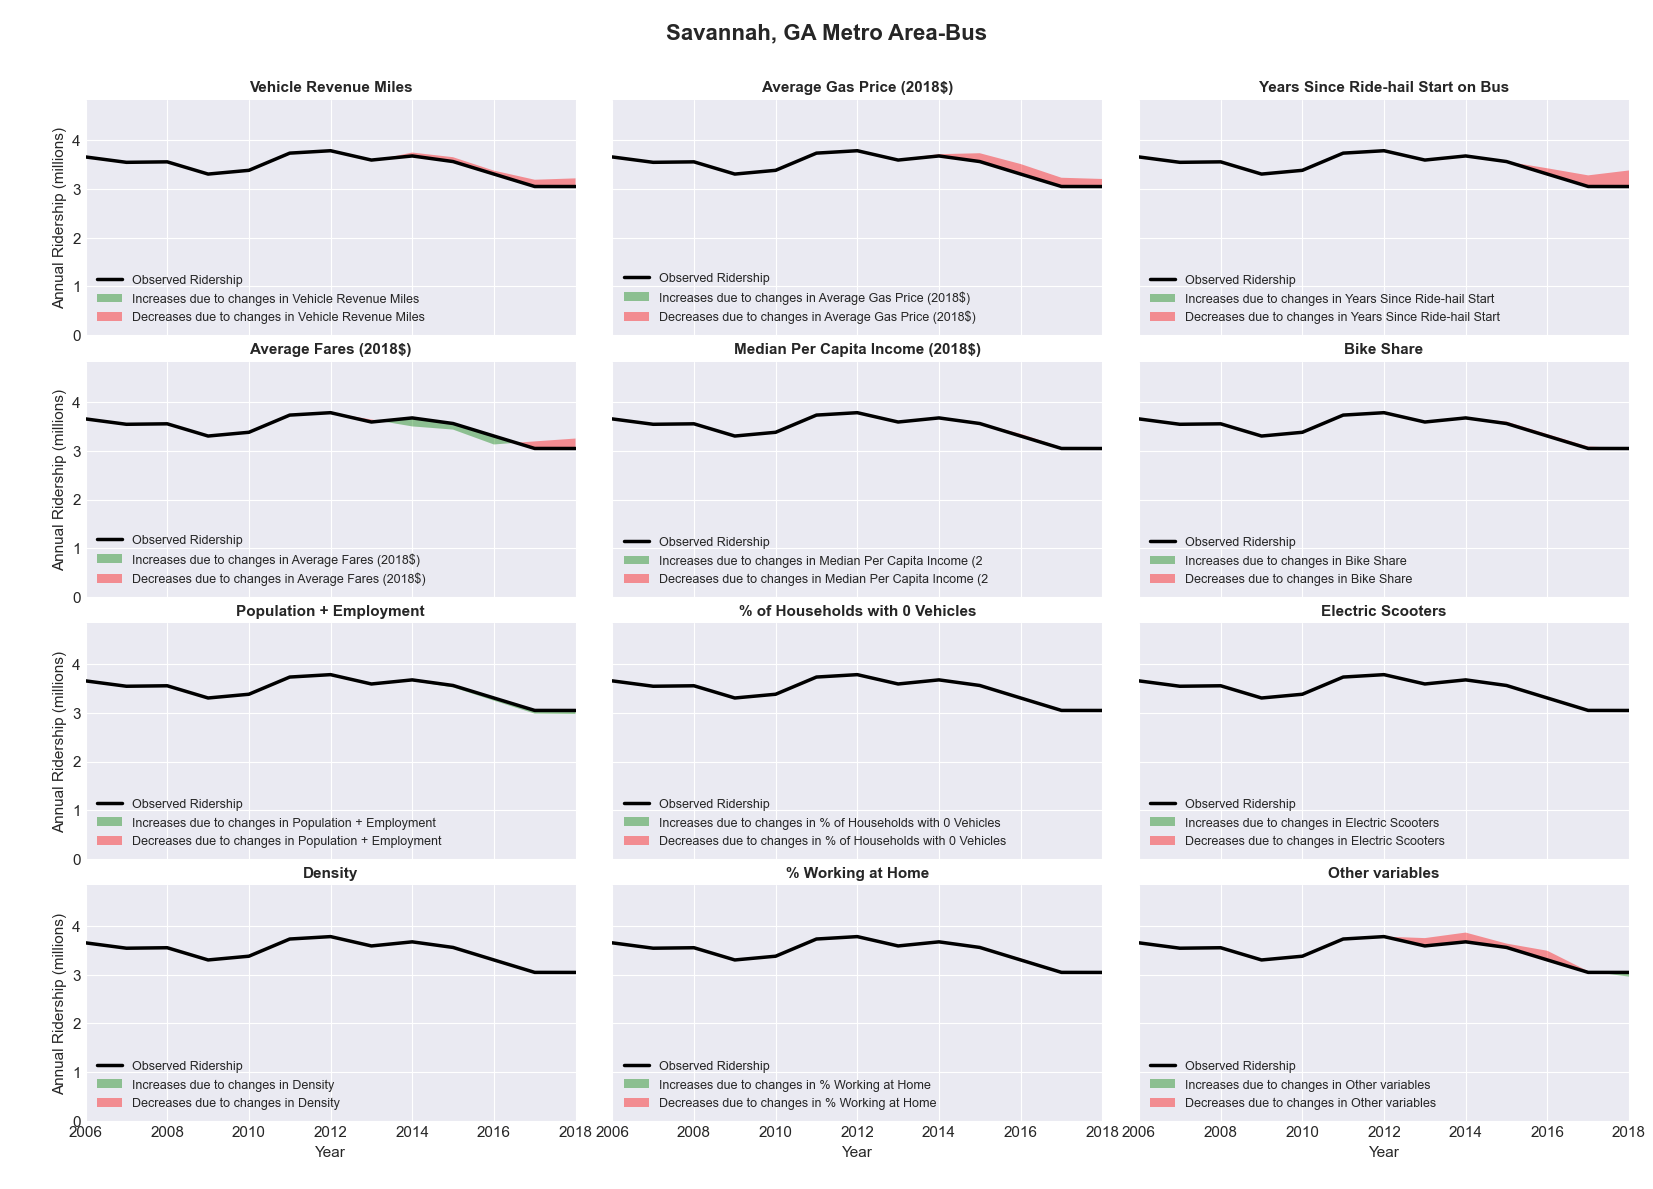 Savannah, GA Metro Area-Bus
Vehicle Revenue Miles
Annual Ridership (millions)
4
3
2
1
0
Observed Ridership
Increases due to changes in Vehicle Revenue Miles
Decreases due to changes in Vehicle Revenue Miles
Average Gas Price (2018$)
Observed Ridership
Increases due to changes in Average Gas Price (2018$)
Decreases due to changes in Average Gas Price (2018$)
Years Since Ride-hail Start on Bus
Observed Ridership
Increases due to changes in Years Since Ride-hail Start
Decreases due to changes in Years Since Ride-hail Start
Average Fares (2018$)
Annual Ridership (millions)
4
3
2
1
0
Observed Ridership
Increases due to changes in Average Fares (2018$)
Decreases due to changes in Average Fares (2018$)
Median Per Capita Income (2018$)
Observed Ridership
Increases due to changes in Median Per Capita Income (2
Decreases due to changes in Median Per Capita Income (2
Bike Share
Observed Ridership
Increases due to changes in Bike Share
Decreases due to changes in Bike Share
Population + Employment
Annual Ridership (millions)
4
3
2
1
0
Observed Ridership
Increases due to changes in Population + Employment
Decreases due to changes in Population + Employment
% of Households with 0 Vehicles
Observed Ridership
Increases due to changes in % of Households with 0 Vehicles
Decreases due to changes in % of Households with 0 Vehicles
Electric Scooters
Observed Ridership
Increases due to changes in Electric Scooters
Decreases due to changes in Electric Scooters
Density
Annual Ridership (millions)
4
3
2
1
0
Observed Ridership
Increases due to changes in Density
Decreases due to changes in Density
2006 2008 2010 2012 2014 2016 2018
Year
% Working at Home
Observed Ridership
Increases due to changes in % Working at Home
Decreases due to changes in % Working at Home
2006 2008 2010 2012 2014 2016 2018
Year
Other variables
Observed Ridership
Increases due to changes in Other variables
Decreases due to changes in Other variables
2006 2008 2010 2012 2014 2016 2018
Year